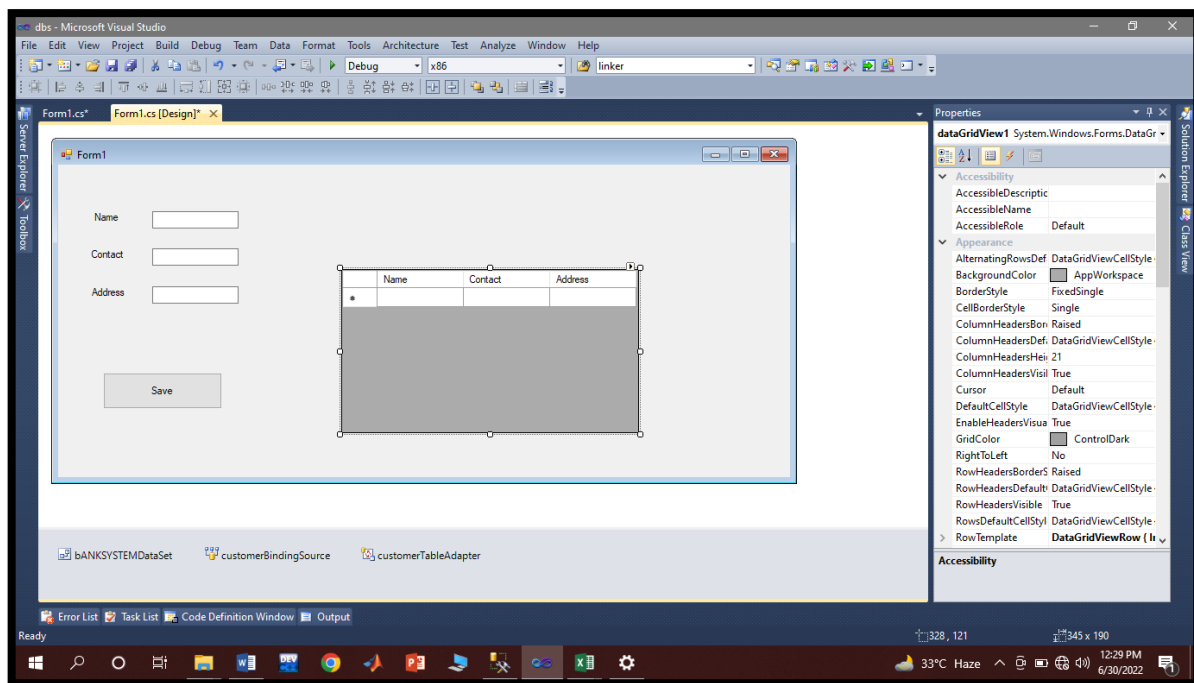 dbs - Microsoft Visual Studio
File Edit View Project Build Debug Team Data Format Tools Architecture Test Analyze Window Help
Debug x86 linker
Form1.cs* Form1.cs [Design]*
Server Explorer
Toolbox
Form1
Name
Contact
Address
Save
Name Contact Address
bANKSYSTEMDataSet customerBindingSource customerTableAdapter
Properties
dataGridView1 System.Windows.Forms.DataGr
Accessibility
AccessibleDescriptic
AccessibleName
AccessibleRole Default
Appearance
AlternatingRowsDef DataGridViewCellStyle
BackgroundColor AppWorkspace
BorderStyle FixedSingle
CellBorderStyle Single
ColumnHeadersBor Raised
ColumnHeadersDef DataGridViewCellStyle
ColumnHeadersHei 21
ColumnHeadersVisil True
Cursor Default
DefaultCellStyle DataGridViewCellStyle
EnableHeadersVisua True
GridColor ControlDark
RightToLeft No
RowHeadersBorderS Raised
RowHeadersDefault DataGridViewCellStyle
RowHeadersVisible True
RowsDefaultCellStyl DataGridViewCellStyle
RowTemplate DataGridViewRow { Ir
Accessibility
Solution Explorer
Class View
Error List Task List Code Definition Window Output
Ready 328 , 121 345 x 190
33°C Haze
12:29 PM
6/30/2022